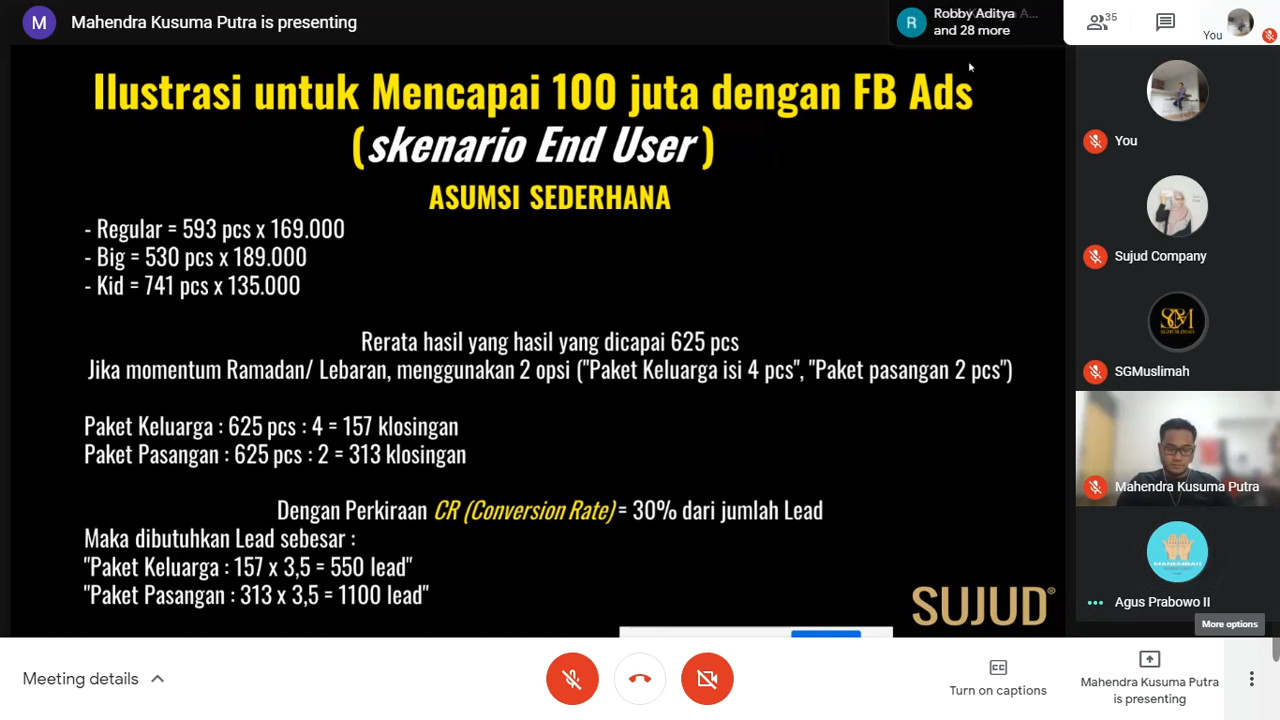 M
Mahendra Kusuma Putra is presenting
R
Robby Aditya
and 28 more
35
You
Ilustrasi untuk Mencapai 100 juta dengan FB Ads
(skenario End User)
ASUMSI SEDERHANA
- Regular = 593 pcs x 169.000
- Big = 530 pcs x 189.000
- Kid = 741 pcs x 135.000
Rerata hasil yang hasil yang dicapai 625 pcs
Jika momentum Ramadan/ Lebaran, menggunakan 2 opsi ("Paket Keluarga isi 4 pcs", "Paket pasangan 2 pcs")
Paket Keluarga : 625 pcs : 4 = 157 klosingan
Paket Pasangan : 625 pcs : 2 = 313 klosingan
Dengan Perkiraan CR (Conversion Rate) = 30% dari jumlah Lead
Maka dibutuhkan Lead sebesar :
"Paket Keluarga : 157 x 3,5 = 550 lead"
"Paket Pasangan : 313 x 3,5 = 1100 lead"
SUJUD®
You
Sujud Company
SGMUSLIMAH
SGMuslimah
Mahendra Kusuma Putra
MANEMBAH
Agus Prabowo II
More options
Meeting details
CC
Turn on captions
Mahendra Kusuma Putra
is presenting